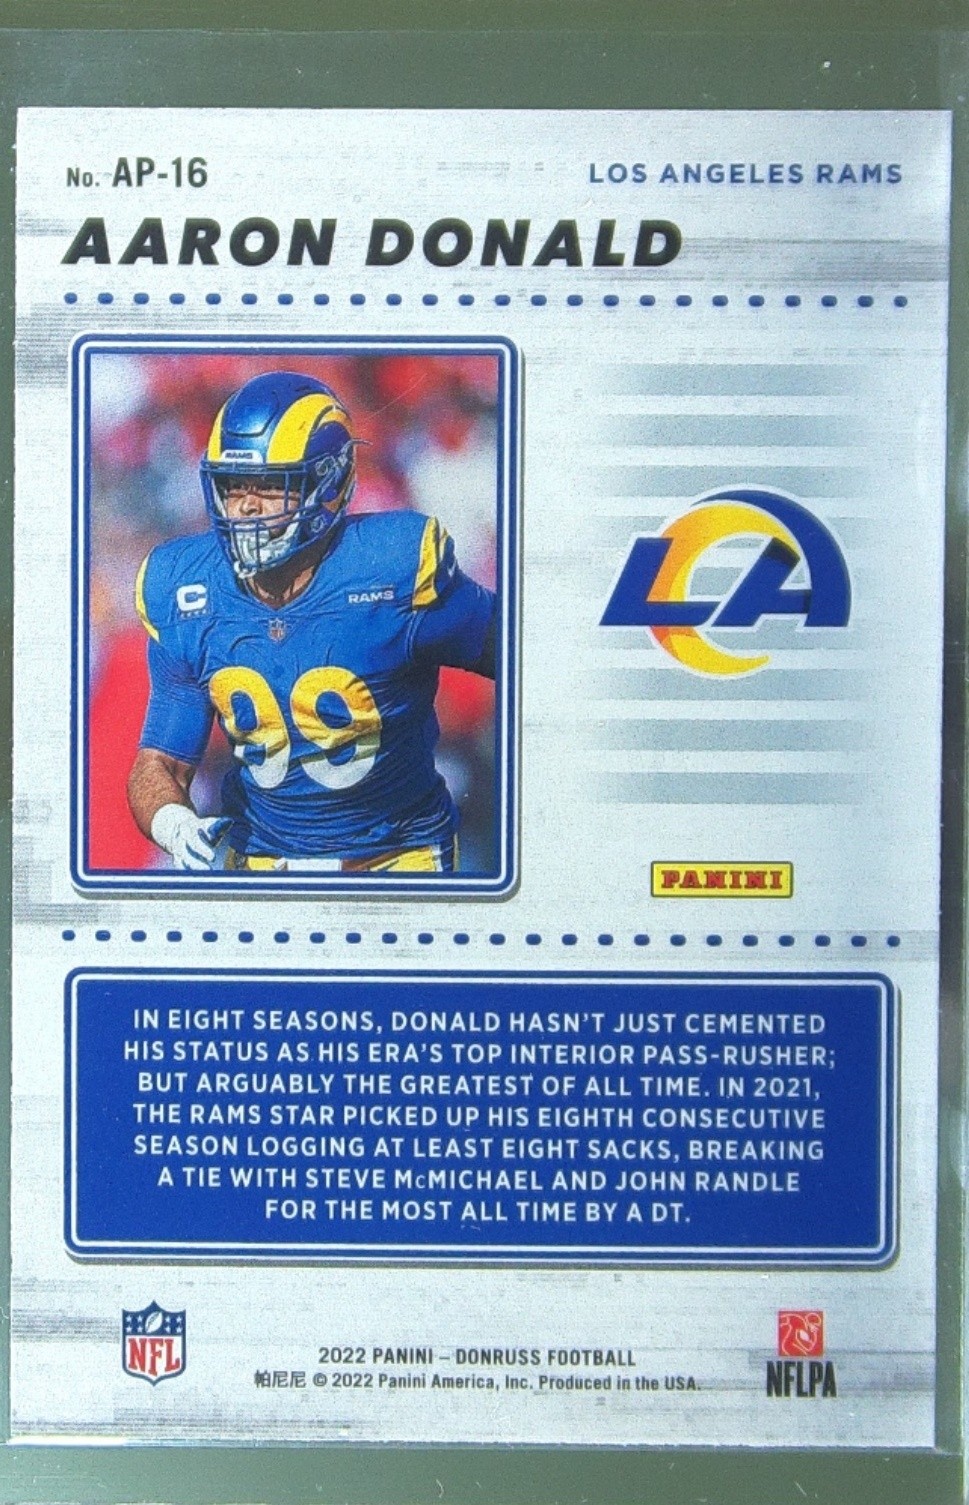 No. AP-16
LOS ANGELES RAMS
AARON DONALD
RAMS
C
RAMS
99
LA
PANINI
IN EIGHT SEASONS, DONALD HASN'T JUST CEMENTED
HIS STATUS AS HIS ERA'S TOP INTERIOR PASS-RUSHER;
BUT ARGUABLY THE GREATEST OF ALL TIME. IN 2021,
THE RAMS STAR PICKED UP HIS EIGHTH CONSECUTIVE
SEASON LOGGING AT LEAST EIGHT SACKS, BREAKING
A TIE WITH STEVE McMICHAEL AND JOHN RANDLE
FOR THE MOST ALL TIME BY A DT.
NFL
2022 PANINI – DONRUSS FOOTBALL
帕尼尼 © 2022 Panini America, Inc. Produced in the USA.
NFLPA